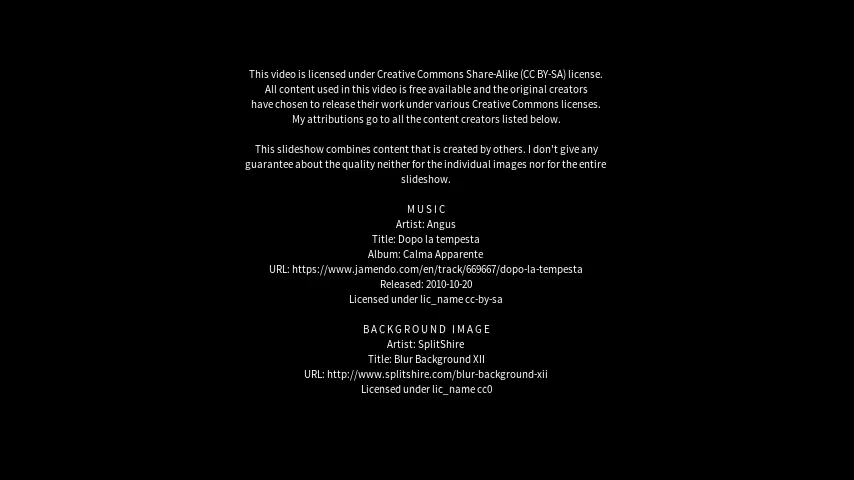 This video is licensed under Creative Commons Share-Alike (CC BY-SA) license.
All content used in this video is free available and the original creators
have chosen to release their work under various Creative Commons licenses.
My attributions go to all the content creators listed below.
This slideshow combines content that is created by others. I don't give any
guarantee about the quality neither for the individual images nor for the entire
slideshow.
MUSIC
Artist: Angus
Title: Dopo la tempesta
Album: Calma Apparente
URL: https://www.jamendo.com/en/track/669667/dopo-la-tempesta
Released: 2010-10-20
Licensed under lic_name cc-by-sa
BACKGROUND IMAGE
Artist: SplitShire
Title: Blur Background XII
URL: http://www.splitshire.com/blur-background-xii
Licensed under lic_name cc0